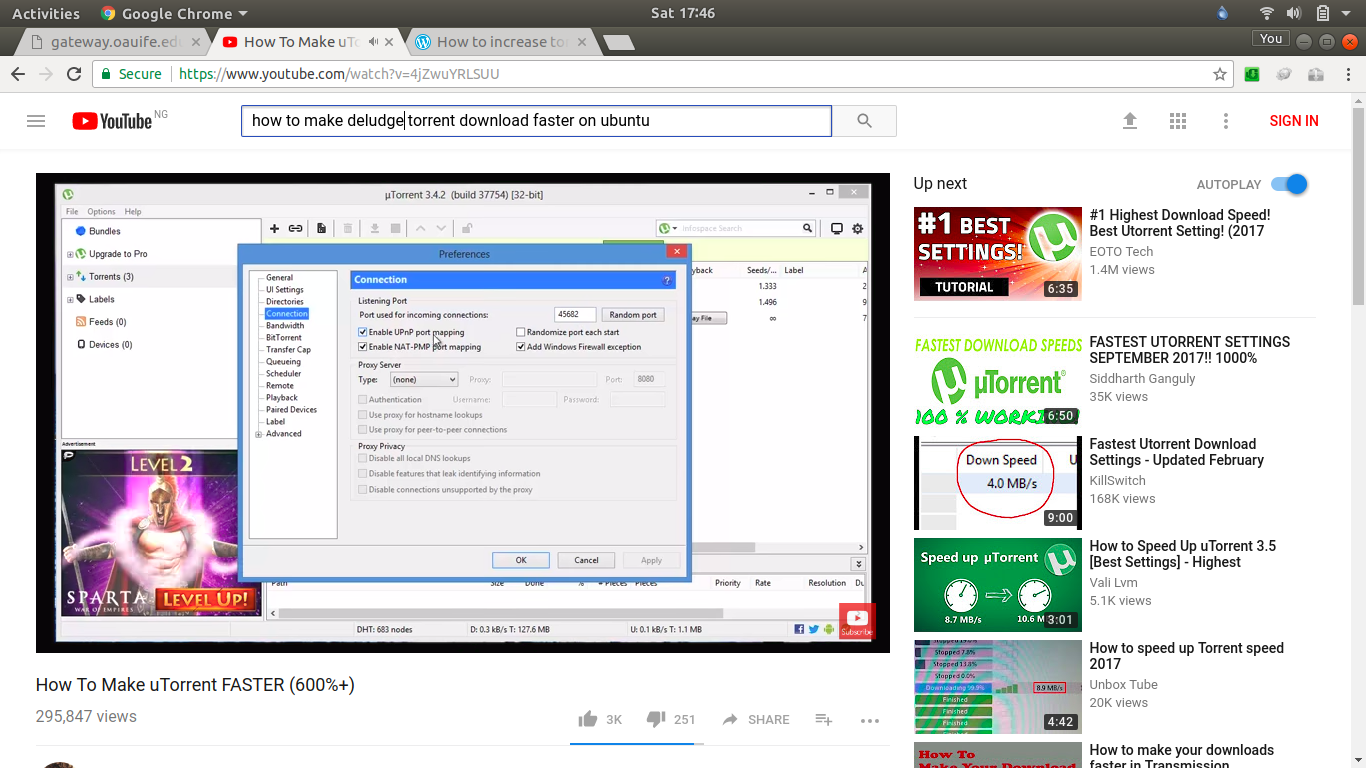 Activities Google Chrome Sat 17:46
gateway.oauife.ed How To Make uTo How to increase to You
Secure https://www.youtube.com/watch?v=4jZwuYRLSUU
YouTube NG how to make deludge torrent download faster on ubuntu SIGN IN
µTorrent 3.4.2 (build 37754) [32-bit]
File Options Help
Bundles
Upgrade to Pro
Torrents (3)
Labels
Feeds (0)
Devices (0)
Infospace Search
Seeds/... Label A
1.333 2
1.496 9
∞ 7
Preferences
General
UI Settings
Directories
Connection
Bandwidth
BitTorrent
Transfer Cap
Queueing
Scheduler
Remote
Playback
Paired Devices
Label
Advanced
Connection ?
Listening Port
Port used for incoming connections: 45682 Random port
Enable UPnP port mapping Randomize port each start
Enable NAT-PMP port mapping Add Windows Firewall exception
Proxy Server
Type: (none) Proxy: Port: 8080
Authentication Username: Password:
Use proxy for hostname lookups
Use proxy for peer-to-peer connections
Proxy Privacy
Disable all local DNS lookups
Disable features that leak identifying information
Disable connections unsupported by the proxy
OK Cancel Apply
Advertisement
LEVEL 2
SPARTA
WAR OF EMPIRES
LEVEL UP!
Path Size Done % # Pieces Pieces Priority Rate Resolution Du
DHT: 683 nodes D: 0.3 kB/s T: 127.6 MB U: 0.1 kB/s T: 1.1 MB
Subscribe
How To Make uTorrent FASTER (600%+)
295,847 views
3K 251 SHARE
Up next AUTOPLAY
#1 BEST
SETTINGS!
TUTORIAL
6:35
#1 Highest Download Speed!
Best Utorrent Setting! (2017
EOTO Tech
1.4M views
FASTEST DOWNLOAD SPEEDS
µTorrent
100 % WORKING
6:50
FASTEST UTORRENT SETTINGS
SEPTEMBER 2017!! 1000%
Siddharth Ganguly
35K views
Down Speed U
4.0 MB/s
9:00
Fastest Utorrent Download
Settings - Updated February
KillSwitch
168K views
Speed up µTorrent
8.7 MB/s 10.6 M
3:01
How to Speed Up uTorrent 3.5
[Best Settings] - Highest
Vali Lvm
5.1K views
Stopped 7.8%
Stopped 13.8%
Stopped 0.0%
Downloading 99.9% 8.9 MB/s
Finished
Finished
Finished
Finished
4:42
How to speed up Torrent speed
2017
Unbox Tube
20K views
How To
Make Your Download
How to make your downloads
faster in Transmission